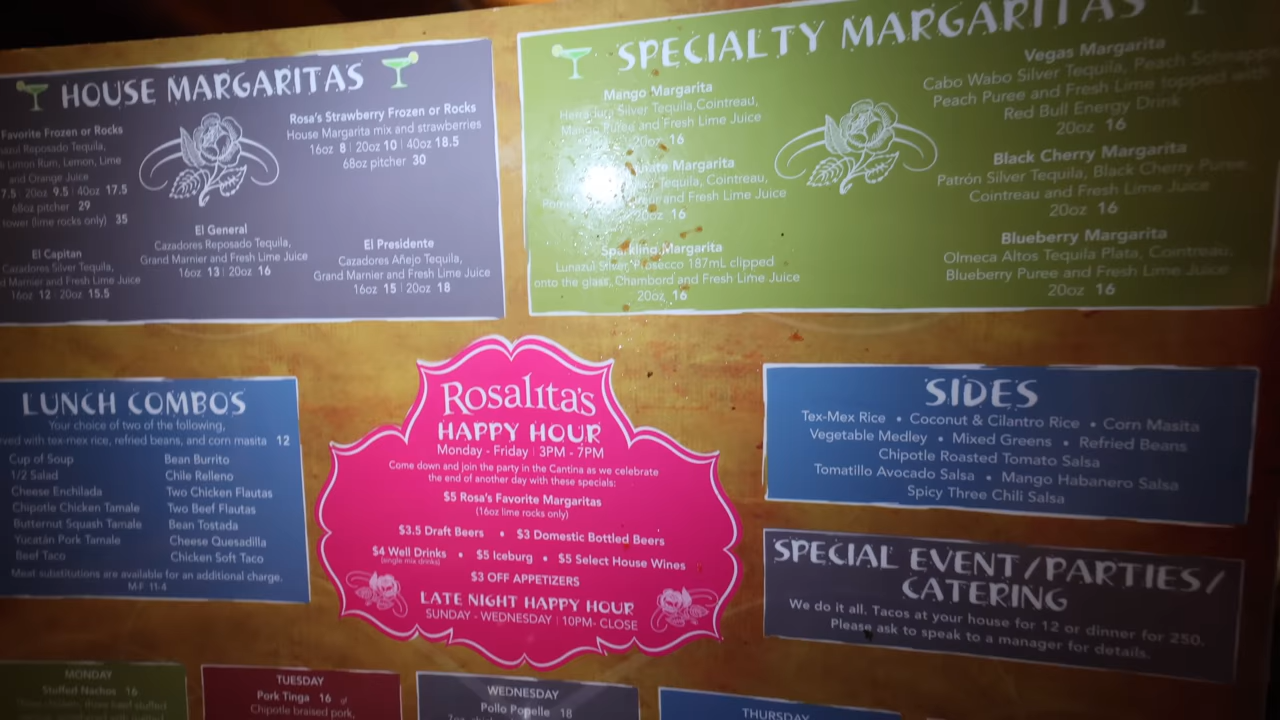 HOUSE MARGARITAS
Favorite Frozen or Rocks
Reposado Tequila,
Limon Rum, Lemon, Lime
and Orange Juice
7.5 20oz 9.5 | 40oz 17.5
68oz pitcher 29
tower (lime rocks only) 35
Rosa's Strawberry Frozen or Rocks
House Margarita mix and strawberries
16oz 8 | 20oz 10 | 40oz 18.5
68oz pitcher 30
El Capitan
Cazadores Silver Tequila,
Marnier and Fresh Lime Juice
16oz 12 | 20oz 15.5
El General
Cazadores Reposado Tequila,
Grand Marnier and Fresh Lime Juice
16oz 13 | 20oz 16
El Presidente
Cazadores Añejo Tequila,
Grand Marnier and Fresh Lime Juice
16oz 15 | 20oz 18
SPECIALTY MARGARITAS
Mango Margarita
Herradura Silver Tequila, Cointreau,
Mango Puree and Fresh Lime Juice
20oz 16
Margarita
Tequila, Cointreau,
and Fresh Lime Juice
20oz 16
Sparkling Margarita
Lunazul Silver, Prosecco 187mL clipped
onto the glass, Chambord and Fresh Lime Juice
20oz 16
Vegas Margarita
Cabo Wabo Silver Tequila, Peach Schnapps
Peach Puree and Fresh Lime topped with
Red Bull Energy Drink
20oz 16
Black Cherry Margarita
Patrón Silver Tequila, Black Cherry Puree,
Cointreau and Fresh Lime Juice
20oz 16
Blueberry Margarita
Olmeca Altos Tequila Plata, Cointreau,
Blueberry Puree and Fresh Lime Juice
20oz 16
LUNCH COMBOS
Your choice of two of the following,
with tex-mex rice, refried beans, and corn masita 12
Cup of Soup
1/2 Salad
Cheese Enchilada
Chipotle Chicken Tamale
Butternut Squash Tamale
Yucatán Pork Tamale
Beef Taco
Bean Burrito
Chile Relleno
Two Chicken Flautas
Two Beef Flautas
Bean Tostada
Cheese Quesadilla
Chicken Soft Taco
Meat substitutions are available for an additional charge.
M-F 11-4
Rosalita's
HAPPY HOUR
Monday - Friday | 3PM - 7PM
Come down and join the party in the Cantina as we celebrate
the end of another day with these specials:
$5 Rosa's Favorite Margaritas
(16oz lime rocks only)
$3.5 Draft Beers • $3 Domestic Bottled Beers
$4 Well Drinks • $5 Iceburg • $5 Select House Wines
(single mix drinks)
$3 OFF APPETIZERS
LATE NIGHT HAPPY HOUR
SUNDAY - WEDNESDAY | 10PM- CLOSE
SIDES
Tex-Mex Rice • Coconut & Cilantro Rice • Corn Masita
Vegetable Medley • Mixed Greens • Refried Beans
Chipotle Roasted Tomato Salsa
Tomatillo Avocado Salsa • Mango Habanero Salsa
Spicy Three Chili Salsa
SPECIAL EVENT/PARTIES/
CATERING
We do it all. Tacos at your house for 12 or dinner for 250.
Please ask to speak to a manager for details.
MONDAY
Stuffed Nachos 16
TUESDAY
Pork Tinga 16
Chipotle braised pork,
WEDNESDAY
Pollo Popelle 18
THURSDAY